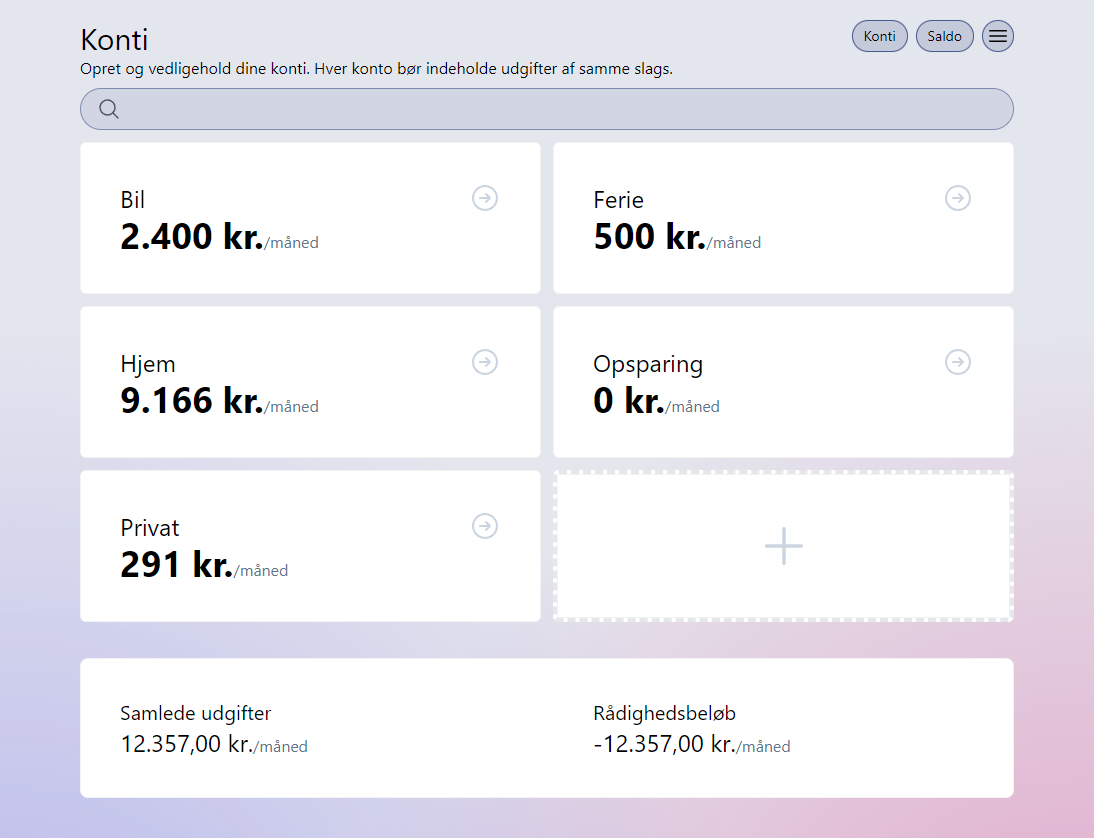 Konti
Konti
Saldo
Opret og vedligehold dine konti. Hver konto bør indeholde udgifter af samme slags.
Bil
2.400 kr./måned
Ferie
500 kr./måned
Hjem
9.166 kr./måned
Opsparing
0 kr./måned
Privat
291 kr./måned
Samlede udgifter
12.357,00 kr./måned
Rådighedsbeløb
-12.357,00 kr./måned